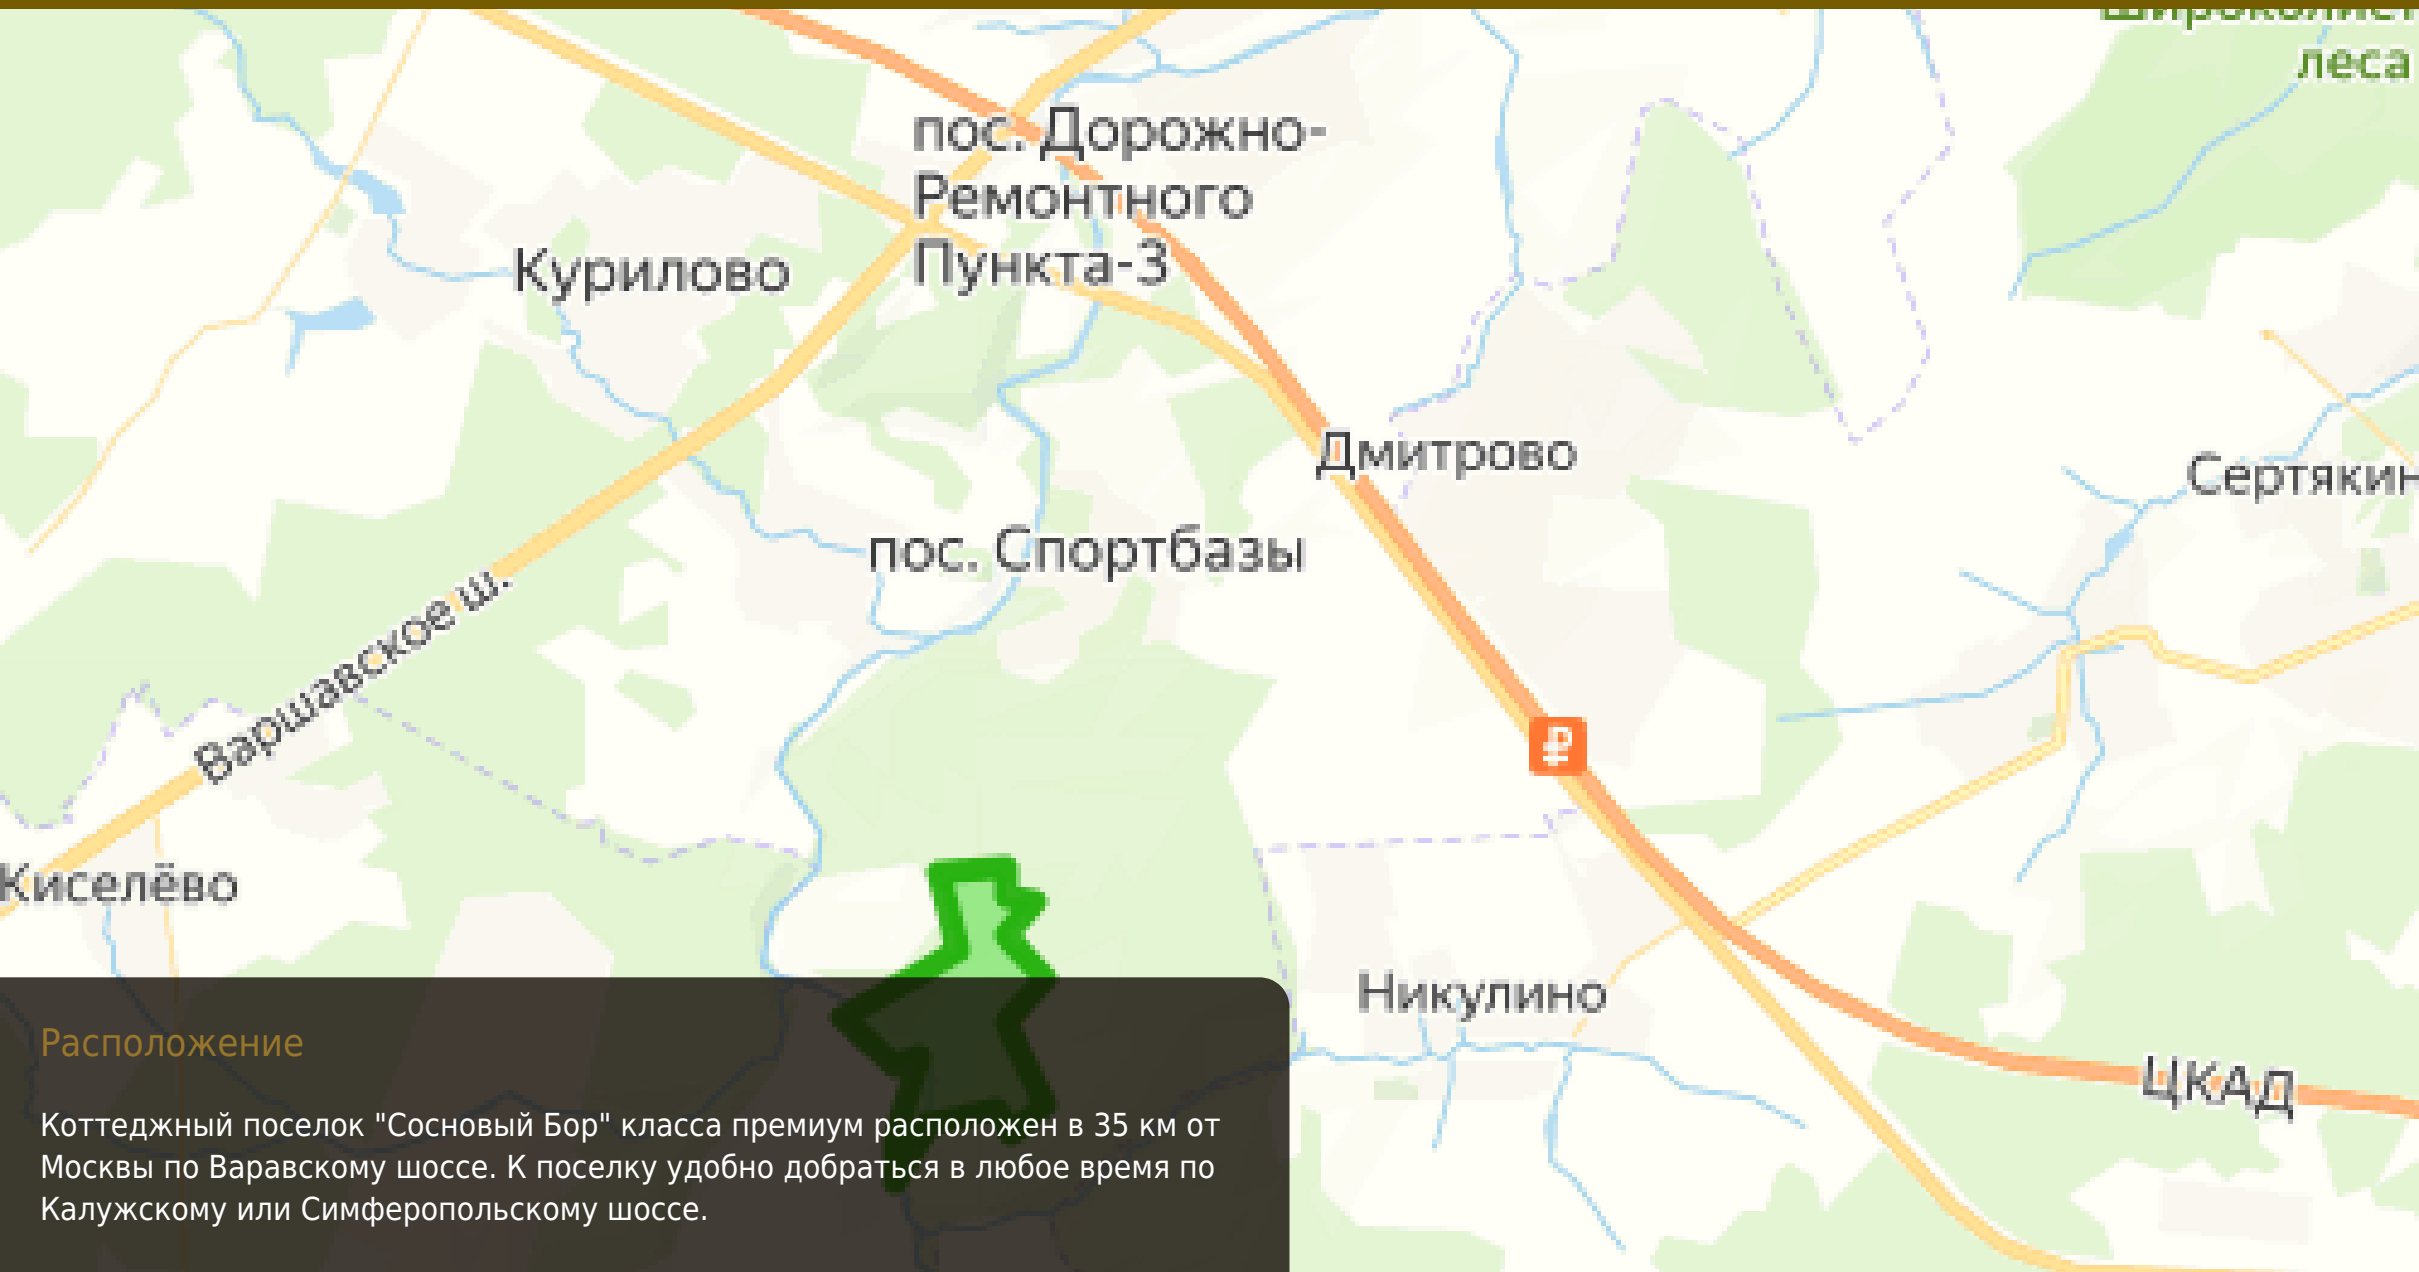 леса
пос. Дорожно-
Ремонтного
Пункта-3
Курилово
Дмитрово
Сертякин
пос. Спортбазы
Варшавское ш.
₽
Киселёво
Никулино
ЦКАД
Расположение
Коттеджный поселок "Сосновый Бор" класса премиум расположен в 35 км от
Москвы по Варавскому шоссе. К поселку удобно добраться в любое время по
Калужскому или Симферопольскому шоссе.